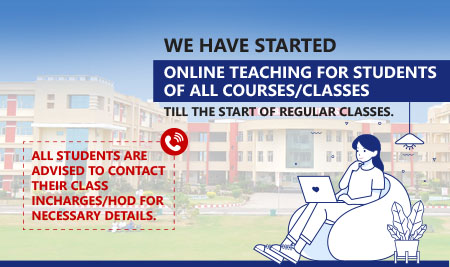 WE HAVE STARTED
ONLINE TEACHING FOR STUDENTS
OF ALL COURSES/CLASSES
TILL THE START OF REGULAR CLASSES.
ALL STUDENTS ARE
ADVISED TO CONTACT
THEIR CLASS
INCHARGES/HOD FOR
NECESSARY DETAILS.